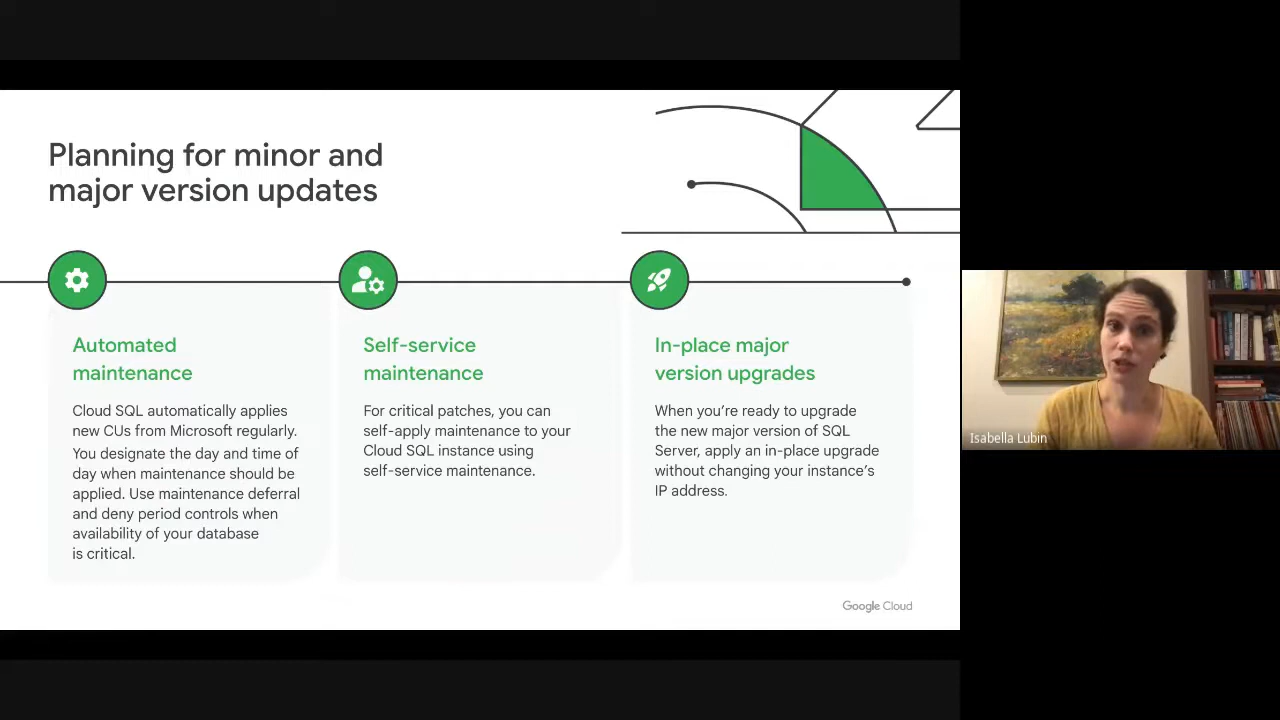 Planning for minor and
major version updates
Automated
maintenance
Cloud SQL automatically applies
new CUs from Microsoft regularly.
You designate the day and time of
day when maintenance should be
applied. Use maintenance deferral
and deny period controls when
availability of your database
is critical.
Self-service
maintenance
For critical patches, you can
self-apply maintenance to your
Cloud SQL instance using
self-service maintenance.
In-place major
version upgrades
When you’re ready to upgrade
the new major version of SQL
Server, apply an in-place upgrade
without changing your instance’s
IP address.
Google Cloud
Isabella Lubin